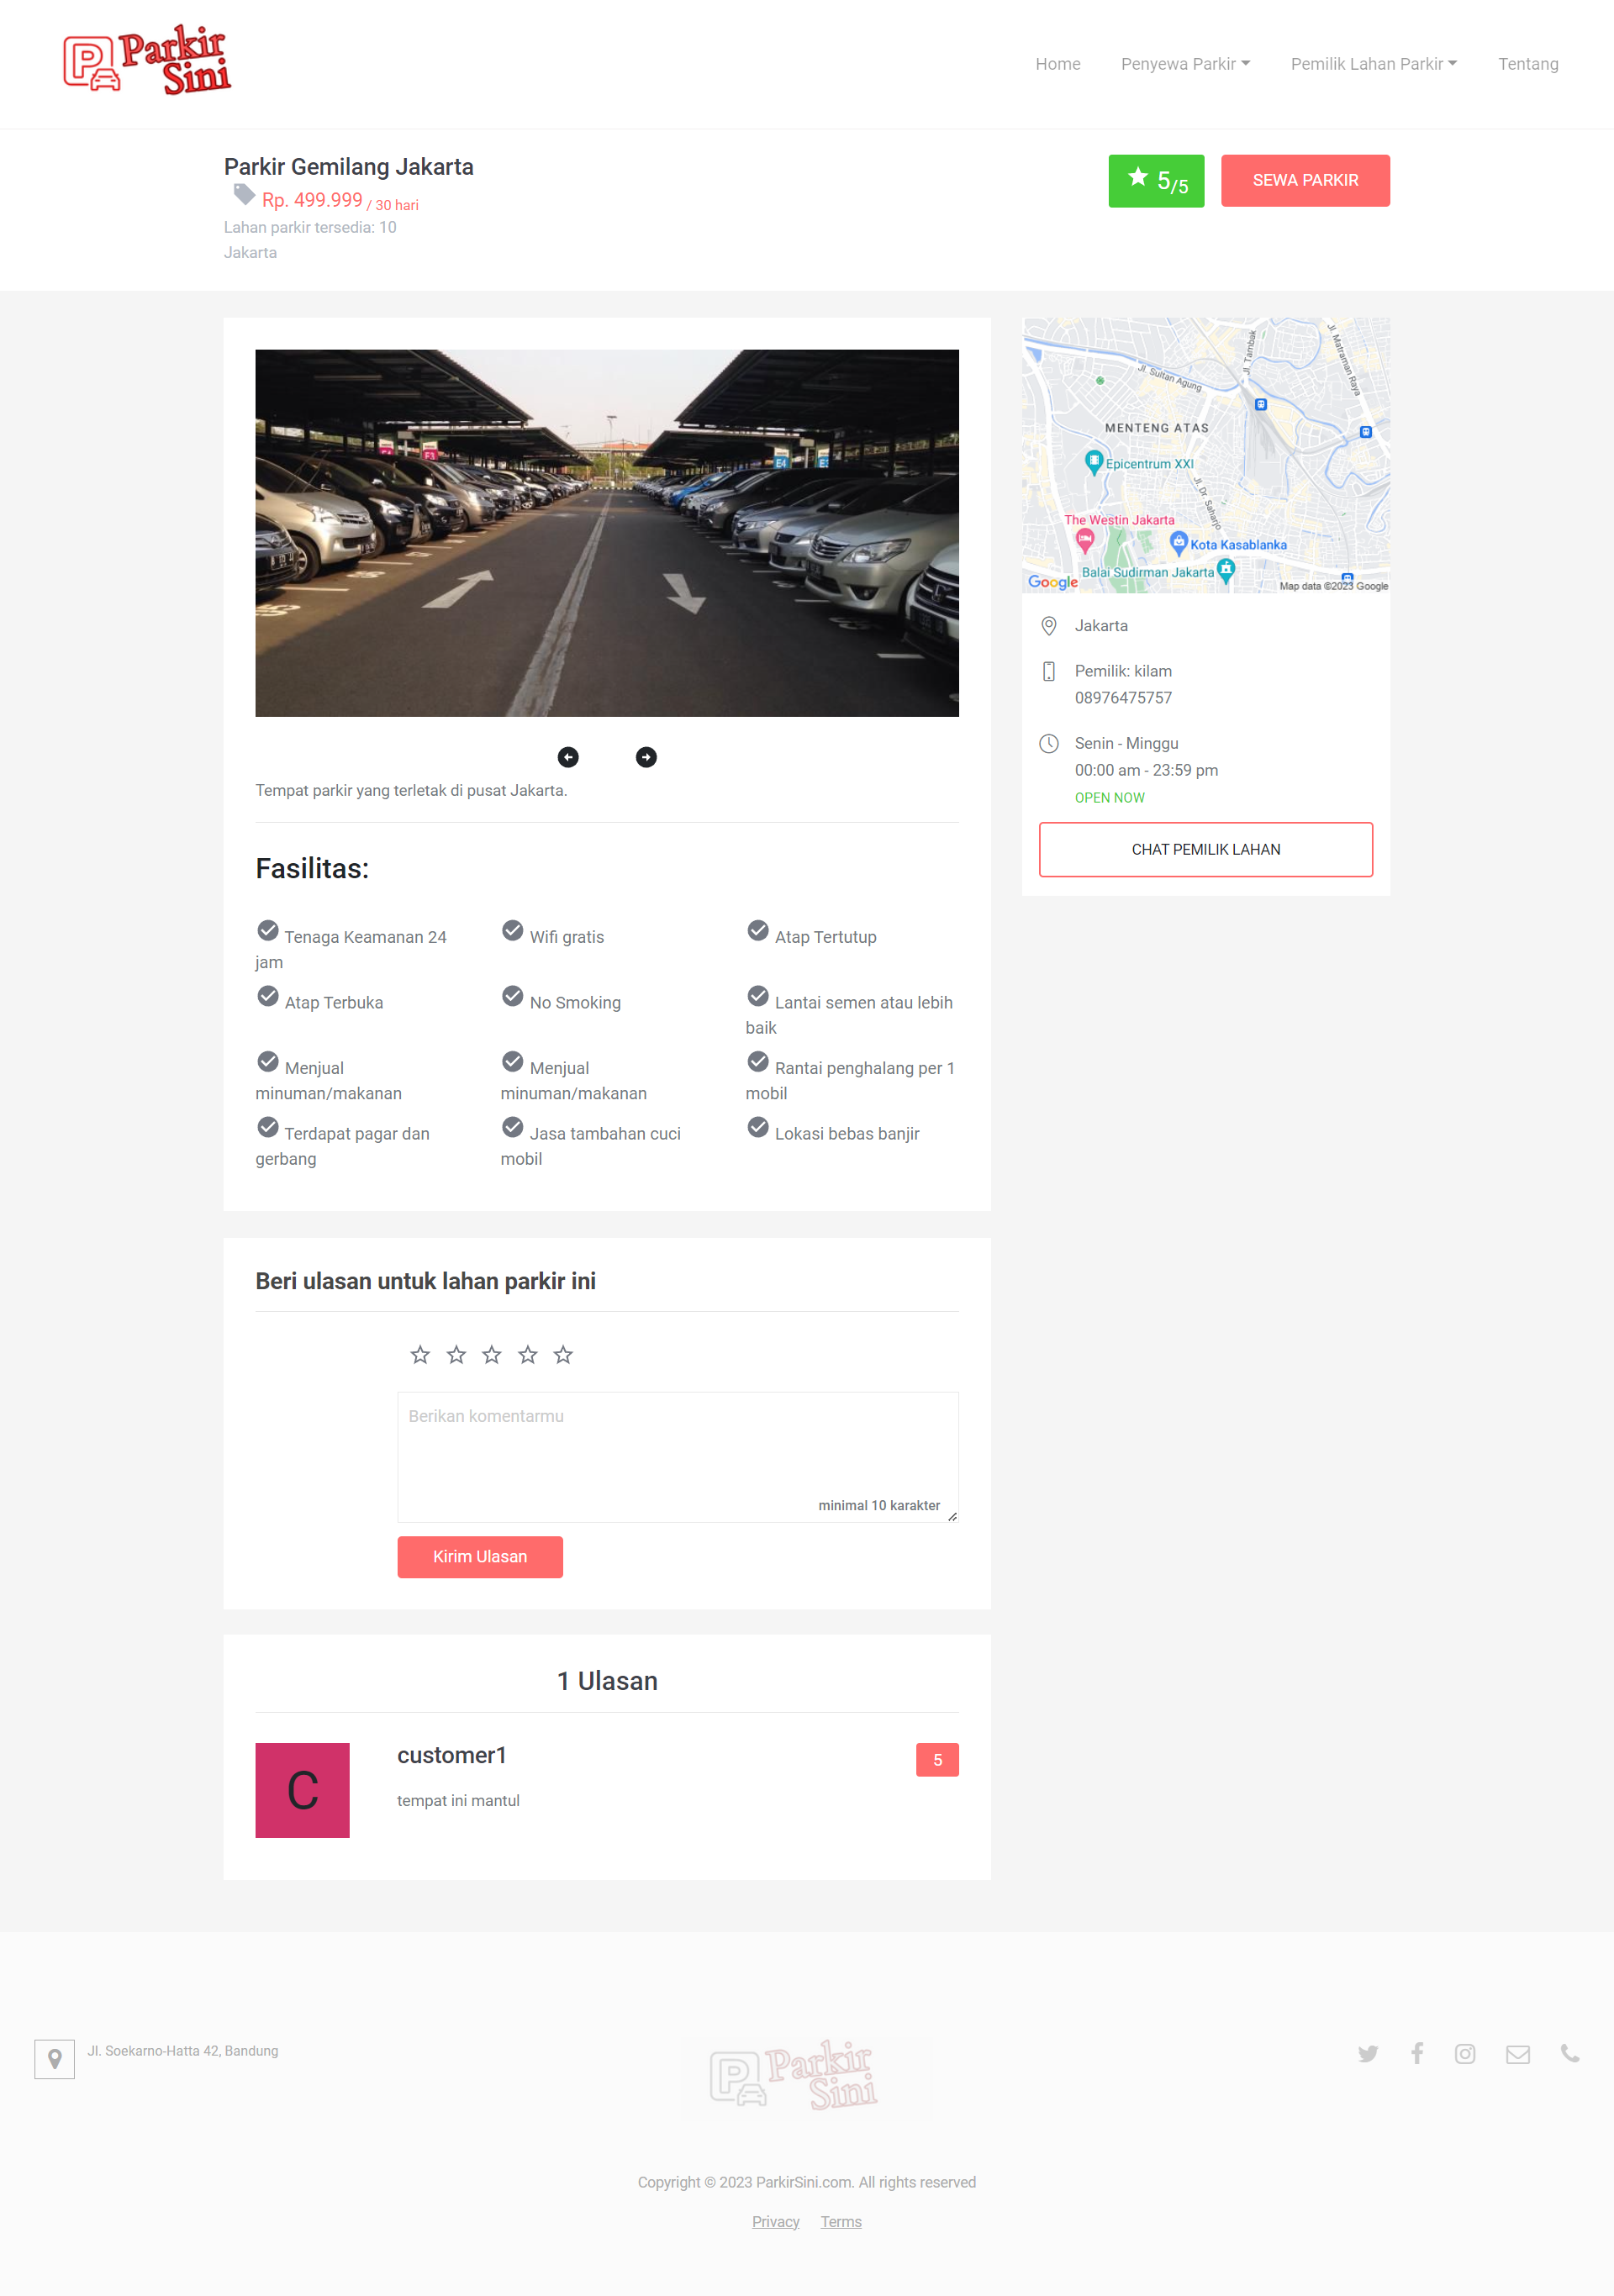 Parkir
Sini
Home
Penyewa Parkir
Pemilik Lahan Parkir
Tentang
Parkir Gemilang Jakarta
Rp. 499.999 / 30 hari
Lahan parkir tersedia: 10
Jakarta
5/5
SEWA PARKIR
F3
E4
Tempat parkir yang terletak di pusat Jakarta.
Fasilitas:
Tenaga Keamanan 24
jam
Wifi gratis
Atap Tertutup
Atap Terbuka
No Smoking
Lantai semen atau lebih
baik
Menjual
minuman/makanan
Menjual
minuman/makanan
Rantai penghalang per 1
mobil
Terdapat pagar dan
gerbang
Jasa tambahan cuci
mobil
Lokasi bebas banjir
Jl. Tambak
Jl. Matraman Raya
Jl. Sultan Agung
MENTENG ATAS
Epicentrum XXI
Jl. Dr. Saharjo
The Westin Jakarta
Kota Kasablanka
Balai Sudirman Jakarta
Google
Map data ©2023 Google
Jakarta
Pemilik: kilam
08976475757
Senin - Minggu
00:00 am - 23:59 pm
OPEN NOW
CHAT PEMILIK LAHAN
Beri ulasan untuk lahan parkir ini
Berikan komentarmu
minimal 10 karakter
Kirim Ulasan
1 Ulasan
C
customer1
5
tempat ini mantul
Jl. Soekarno-Hatta 42, Bandung
Parkir
Sini
Copyright © 2023 ParkirSini.com. All rights reserved
Privacy
Terms